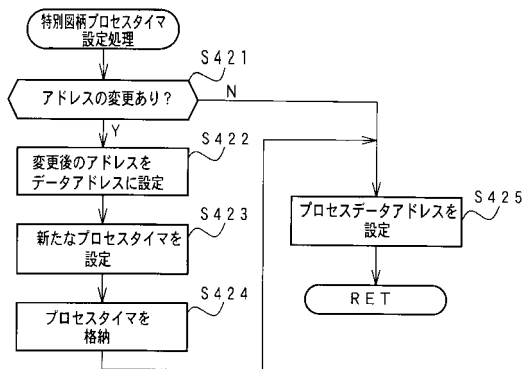 特別図柄プロセスタイマ
設定処理
S421
アドレスの変更あり?
N
Y
S422
変更後のアドレスを
データアドレスに設定
S423
新たなプロセスタイマを
設定
S424
プロセスタイマを
格納
S425
プロセスデータアドレスを
設定
RET